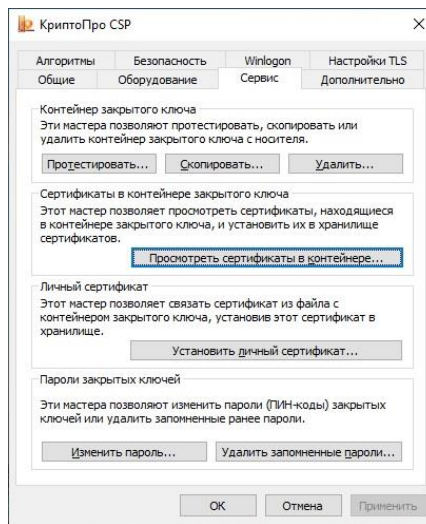 КриптоПро CSP
Алгоритмы Безопасность Winlogon Настройки TLS
Общие Оборудование Сервис Дополнительно
Контейнер закрытого ключа
Эти мастера позволяют протестировать, скопировать или
удалить контейнер закрытого ключа с носителя.
Протестировать... Скопировать... Удалить...
Сертификаты в контейнере закрытого ключа
Этот мастер позволяет просмотреть сертификаты, находящиеся
в контейнере закрытого ключа, и установить их в хранилище
сертификатов.
Просмотреть сертификаты в контейнере...
Личный сертификат
Этот мастер позволяет связать сертификат из файла с
контейнером закрытого ключа, установив этот сертификат в
хранилище.
Установить личный сертификат...
Пароли закрытых ключей
Эти мастера позволяют изменить пароли (ПИН-коды) закрытых
ключей или удалить запомненные ранее пароли.
Изменить пароль... Удалить запомненные пароли...
ОК Отмена Применить